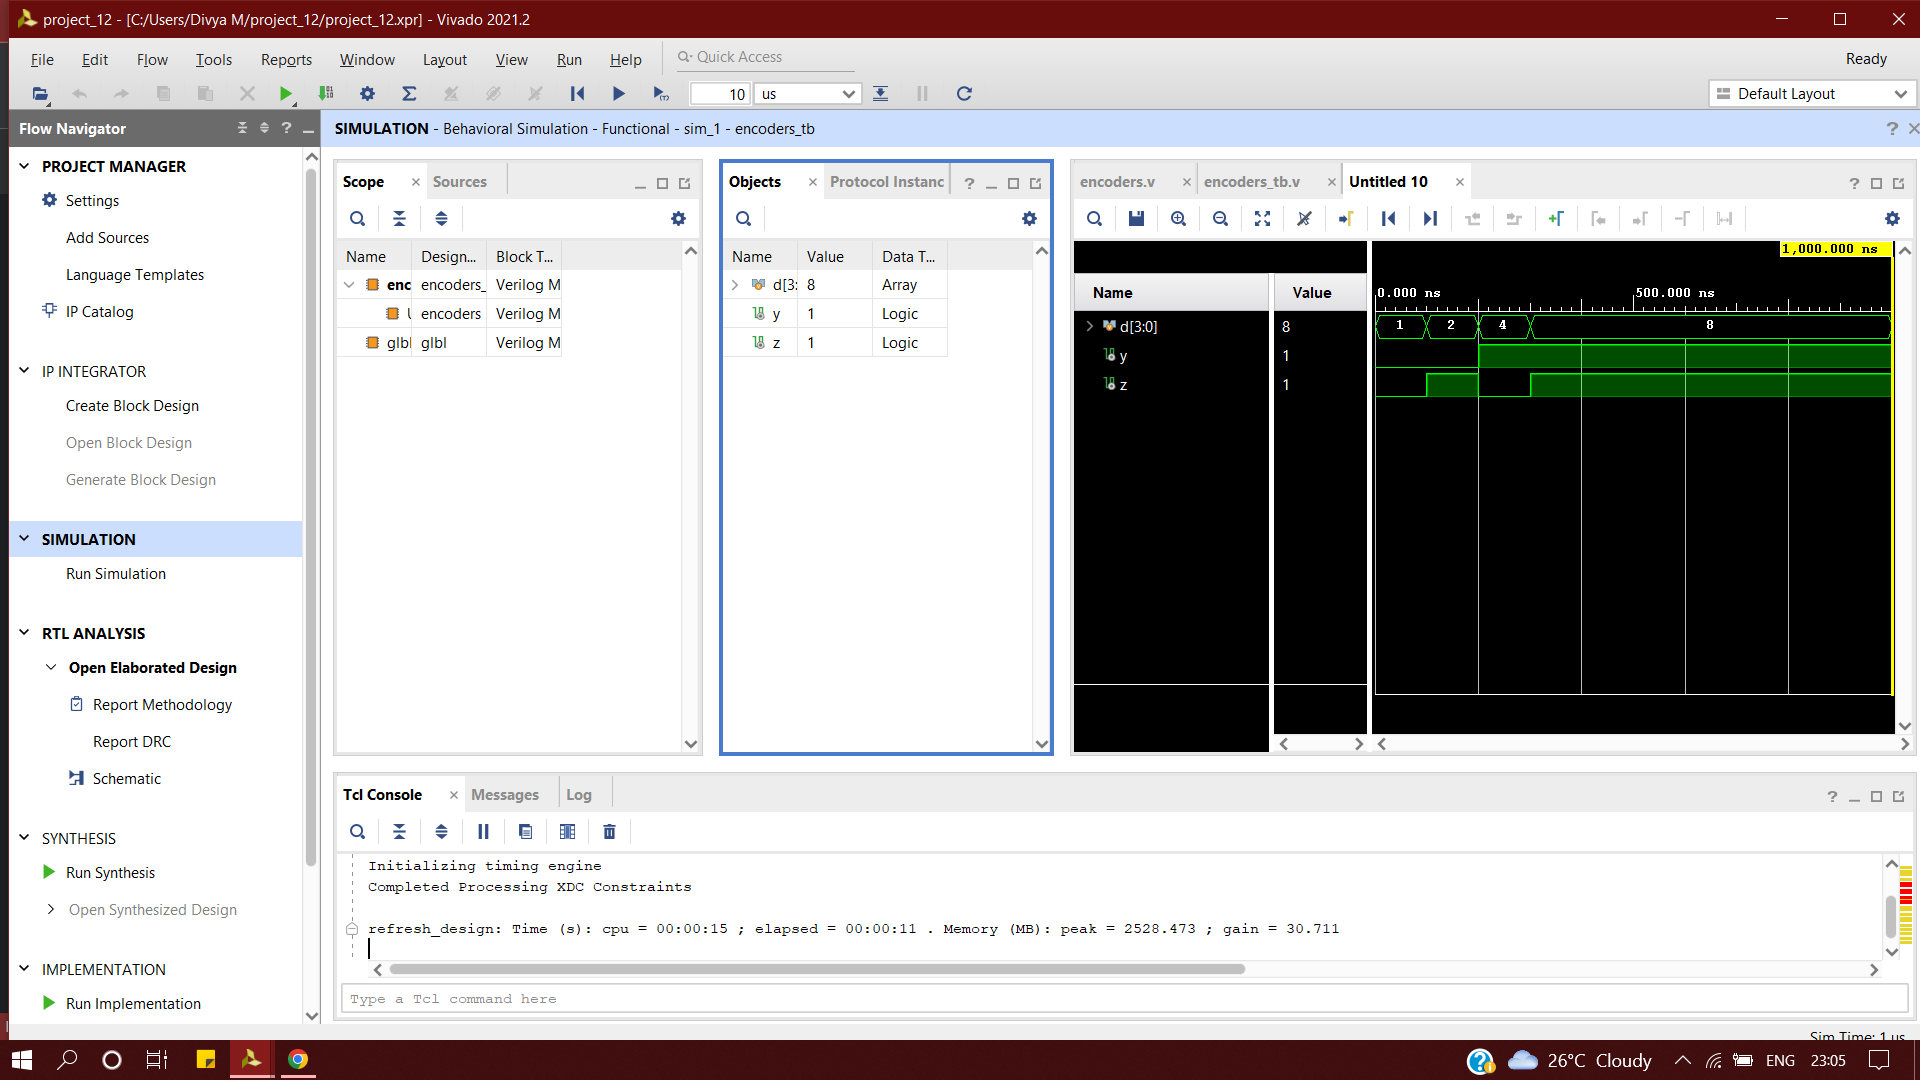 project_12 - [C:/Users/Divya M/project_12/project_12.xpr] - Vivado 2021.2
File Edit Flow Tools Reports Window Layout View Run Help Quick Access Ready
10 us Default Layout
Flow Navigator
PROJECT MANAGER
Settings
Add Sources
Language Templates
IP Catalog
IP INTEGRATOR
Create Block Design
Open Block Design
Generate Block Design
SIMULATION
Run Simulation
RTL ANALYSIS
Open Elaborated Design
Report Methodology
Report DRC
Schematic
SYNTHESIS
Run Synthesis
Open Synthesized Design
IMPLEMENTATION
Run Implementation
SIMULATION - Behavioral Simulation - Functional - sim_1 - encoders_tb
Scope Sources
Name Design... Block T...
enc encoders_ Verilog M
U encoders Verilog M
glbl glbl Verilog M
Objects Protocol Instanc
Name Value Data T...
d[3: 8 Array
y 1 Logic
z 1 Logic
encoders.v encoders_tb.v Untitled 10
1,000.000 ns
Name Value 0.000 ns 500.000 ns
d[3:0] 8 1 2 4 8
y 1
z 1
Tcl Console Messages Log
Initializing timing engine
Completed Processing XDC Constraints
refresh_design: Time (s): cpu = 00:00:15 ; elapsed = 00:00:11 . Memory (MB): peak = 2528.473 ; gain = 30.711
Type a Tcl command here
Sim Time: 1 us
26°C Cloudy ENG 23:05